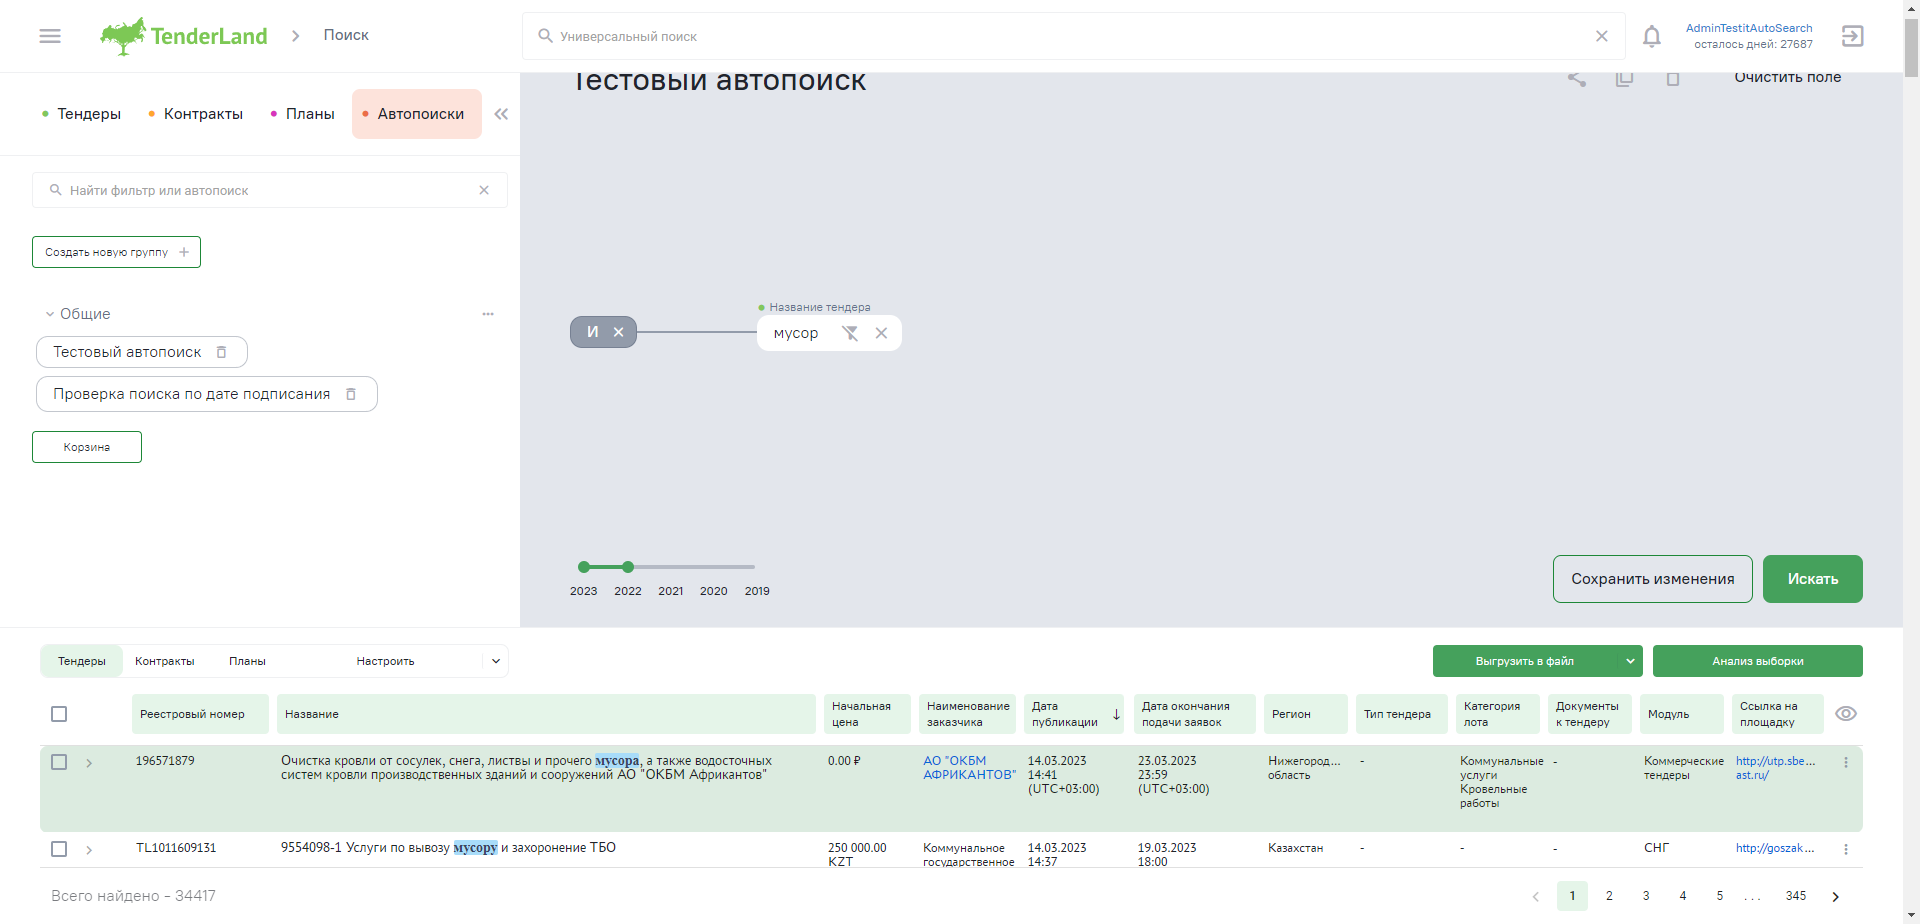 TenderLand
Поиск
Универсальный поиск
AdminTestitAutoSearch
осталось дней: 27687
Тендеры
Контракты
Планы
Автопоиски
Найти фильтр или автопоиск
Создать новую группу +
Общие
Тестовый автопоиск
Проверка поиска по дате подписания
Корзина
Тестовый автопоиск
Очистить поле
И
Название тендера
мусор
2023 2022 2021 2020 2019
Сохранить изменения
Искать
Тендеры
Контракты
Планы
Настроить
Выгрузить в файл
Анализ выборки
Реестровый номер
Название
Начальная
цена
Наименование
заказчика
Дата
публикации
Дата окончания
подачи заявок
Регион
Тип тендера
Категория
лота
Документы
к тендеру
Модуль
Ссылка на
площадку
196571879
Очистка кровли от сосулек, снега, листвы и прочего мусора, а также водосточных
систем кровли производственных зданий и сооружений АО "ОКБМ Африкантов"
0.00 ₽
АО "ОКБМ
АФРИКАНТОВ"
14.03.2023
14:41
(UTC+03:00)
23.03.2023
23:59
(UTC+03:00)
Нижегород...
область
-
Коммунальные
услуги
Кровельные
работы
-
Коммерческие
тендеры
http://utp.sbe...
ast.ru/
TL1011609131
9554098-1 Услуги по вывозу мусору и захоронение ТБО
250 000.00
KZT
Коммунальное
государственное
14.03.2023
14:37
19.03.2023
18:00
Казахстан
-
-
-
СНГ
http://goszak...
Всего найдено - 34417
1 2 3 4 5 ... 345